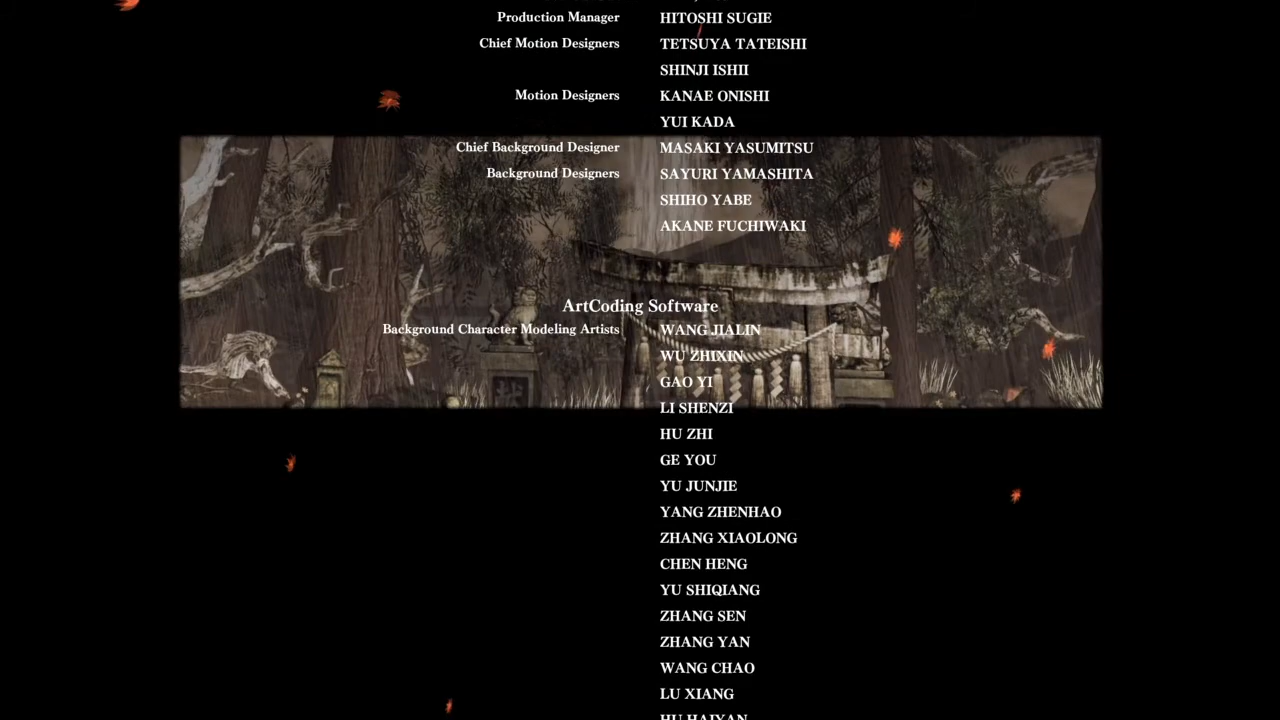 Production Manager HITOSHI SUGIE
Chief Motion Designers TETSUYA TATEISHI
SHINJI ISHII
Motion Designers KANAE ONISHI
YUI KADA
Chief Background Designer MASAKI YASUMITSU
Background Designers SAYURI YAMASHITA
SHIHO YABE
AKANE FUCHIWAKI
ArtCoding Software
Background Character Modeling Artists WANG JIALIN
WU ZHIXIN
GAO YI
LI SHENZI
HU ZHI
GE YOU
YU JUNJIE
YANG ZHENHAO
ZHANG XIAOLONG
CHEN HENG
YU SHIQIANG
ZHANG SEN
ZHANG YAN
WANG CHAO
LU XIANG
HU HAIYAN